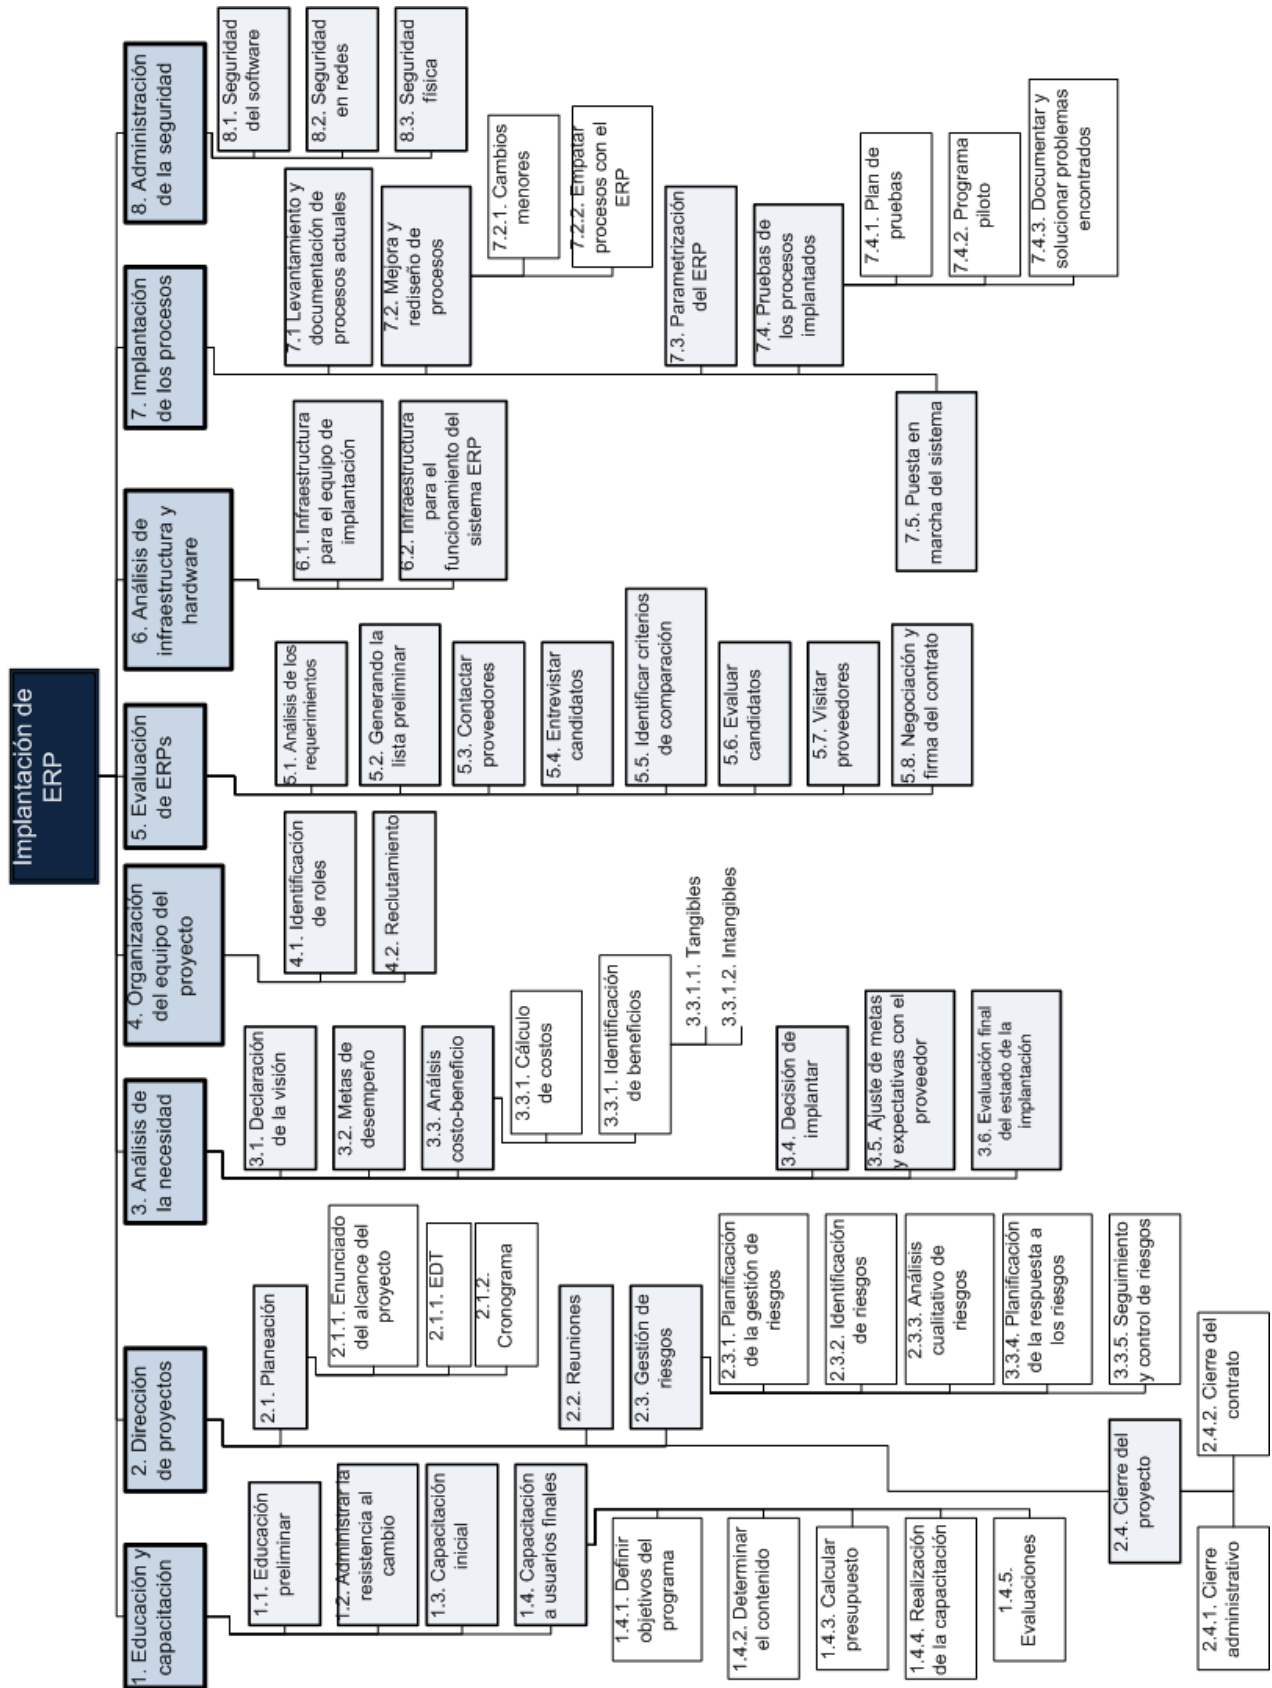 Implantación de
ERP
1. Educación y
capacitación
1.1. Educación
preliminar
1.2. Administrar la
resistencia al
cambio
1.3. Capacitación
inicial
1.4. Capacitación
a usuarios finales
1.4.1. Definir
objetivos del
programa
1.4.2. Determinar
el contenido
1.4.3. Calcular
presupuesto
1.4.4. Realización
de la capacitación
1.4.5.
Evaluaciones
2. Dirección
de proyectos
2.1. Planeación
2.1.1. Enunciado
del alcance del
proyecto
2.1.1. EDT
2.1.2.
Cronograma
2.2. Reuniones
2.3. Gestión de
riesgos
2.3.1. Planificación
de la gestión de
riesgos
2.3.2. Identificación
de riesgos
2.3.3. Análisis
cualitativo de
riesgos
3.3.4. Planificación
de la respuesta a
los riesgos
3.3.5. Seguimiento
y control de riesgos
2.4. Cierre del
proyecto
2.4.1. Cierre
administrativo
2.4.2. Cierre del
contrato
3. Análisis de
la necesidad
3.1. Declaración
de la visión
3.2. Metas de
desempeño
3.3. Análsis
costo-beneficio
3.3.1. Cálculo
de costos
3.3.1. Identificación
de beneficios
3.3.1.1. Tangibles
3.3.1.2. Intangibles
3.4. Decisión de
implantar
3.5. Ajuste de metas
y expectativas con el
proveedor
3.6. Evaluación final
del estado de la
implantación
4. Organización
del equipo del
proyecto
4.1. Identificación
de roles
4.2. Reclutamiento
5. Evaluación
de ERPs
5.1. Análisis de los
requerimientos
5.2. Generando la
lista preliminar
5.3. Contactar
proveedores
5.4. Entrevistar
candidatos
5.5. Identificar criterios
de comparación
5.6. Evaluar
candidatos
5.7. Visitar
proveedores
5.8. Negociación y
firma del contrato
6. Análisis de
infraestructura y
hardware
6.1. Infraestructura
para el equipo de
implantación
6.2. Infraestructura
para el
funcionamiento del
sistema ERP
7. Implantación
de los procesos
7.1 Levantamiento y
documentación de
procesos actuales
7.2. Mejora y
rediseño de
procesos
7.2.1. Cambios
menores
7.2.2. Empatar
procesos con el
ERP
7.3. Parametrización
del ERP
7.4. Pruebas de
los procesos
implantados
7.4.1. Plan de
pruebas
7.4.2. Programa
piloto
7.4.3. Documentar y
solucionar problemas
encontrados
7.5. Puesta en
marcha del sistema
8. Administración
de la seguridad
8.1. Seguridad
del software
8.2. Seguridad
en redes
8.3. Seguridad
física